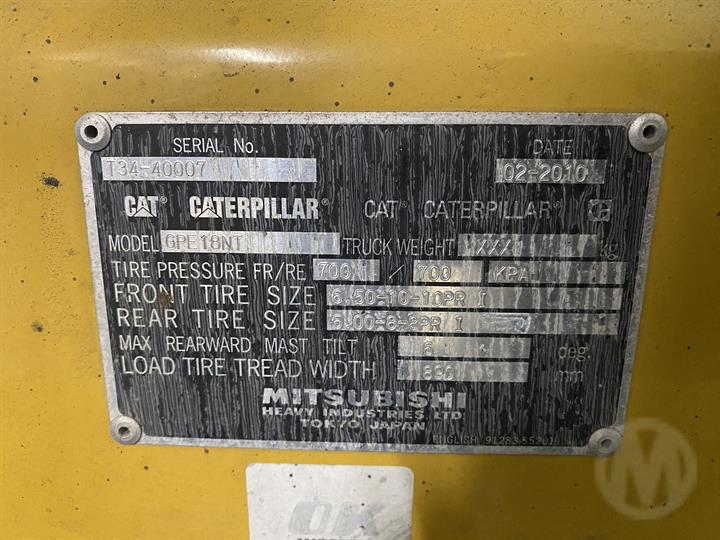 SERIAL No. DATE
T34-40007 02-2010
CAT® CATERPILLAR® CAT® CATERPILLAR®
MODEL GPE18NT TRUCK WEIGHT XXX kg
TIRE PRESSURE FR/RE 700 / 700 KPA
FRONT TIRE SIZE 6.50-10-10PR I
REAR TIRE SIZE 5.00-8-8PR I
MAX REARWARD MAST TILT 6 deg.
LOAD TIRE TREAD WIDTH 890 mm
MITSUBISHI
HEAVY INDUSTRIES, LTD.
TOKYO JAPAN
ENGLISH
OK
M